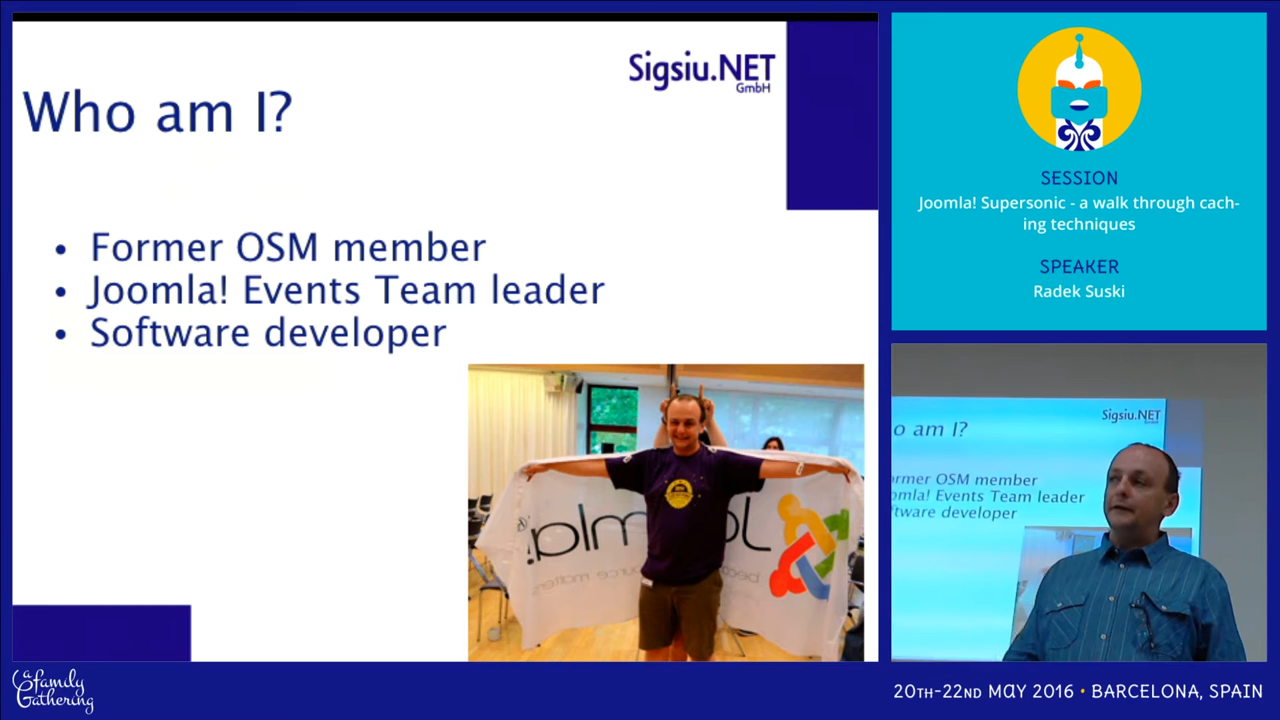 Sigsiu.NET
GmbH
Who am I?
• Former OSM member
• Joomla! Events Team leader
• Software developer
SESSION
Joomla! Supersonic - a walk through cach-
ing techniques
SPEAKER
Radek Suski
Sigsiu.NET
GmbH
o am I?
rmer OSM member
omla! Events Team leader
ftware developer
a Family
Gathering
20TH-22ND MAY 2016 • BARCELONA, SPAIN